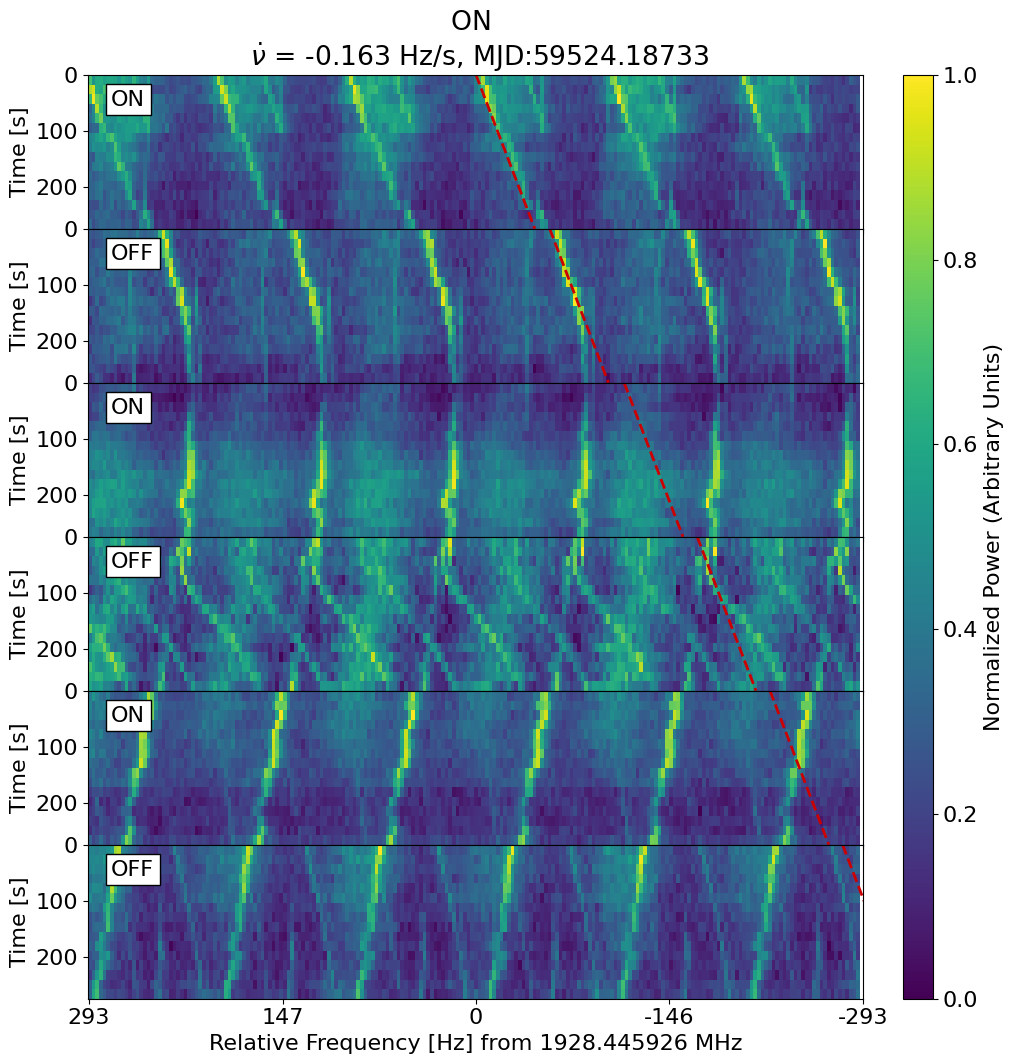 ON
ν̇ = -0.163 Hz/s, MJD:59524.18733
0
ON
100
200
Time [s]
0
OFF
100
200
Time [s]
0
ON
100
200
Time [s]
0
OFF
100
200
Time [s]
0
ON
100
200
Time [s]
0
OFF
100
200
Time [s]
293 147 0 -146 -293
Relative Frequency [Hz] from 1928.445926 MHz
1.0
0.8
0.6
0.4
0.2
0.0
Normalized Power (Arbitrary Units)